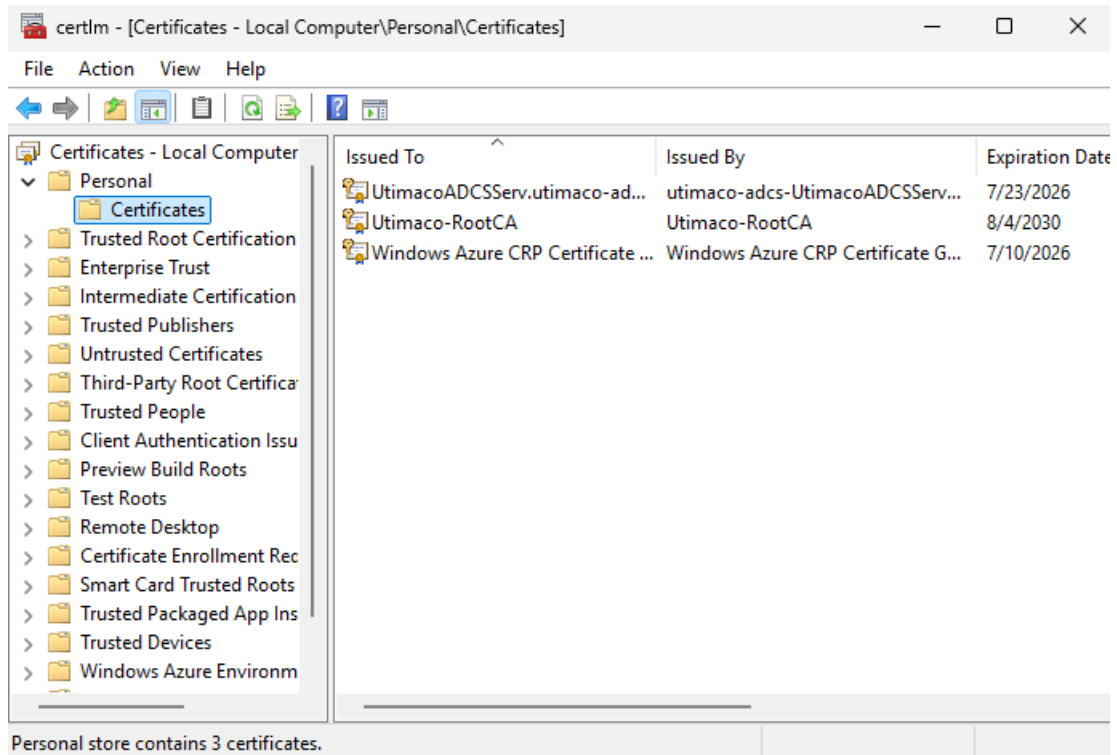 certlm - [Certificates - Local Computer\Personal\Certificates]
File Action View Help
Certificates - Local Computer
Personal
Certificates
Trusted Root Certification
Enterprise Trust
Intermediate Certification
Trusted Publishers
Untrusted Certificates
Third-Party Root Certifica
Trusted People
Client Authentication Issu
Preview Build Roots
Test Roots
Remote Desktop
Certificate Enrollment Req
Smart Card Trusted Roots
Trusted Packaged App Ins
Trusted Devices
Windows Azure Environm
Issued To Issued By Expiration Date
UtimacoADCSServ.utimaco-ad... utimaco-adcs-UtimacoADCSServ... 7/23/2026
Utimaco-RootCA Utimaco-RootCA 8/4/2030
Windows Azure CRP Certificate ... Windows Azure CRP Certificate G... 7/10/2026
Personal store contains 3 certificates.